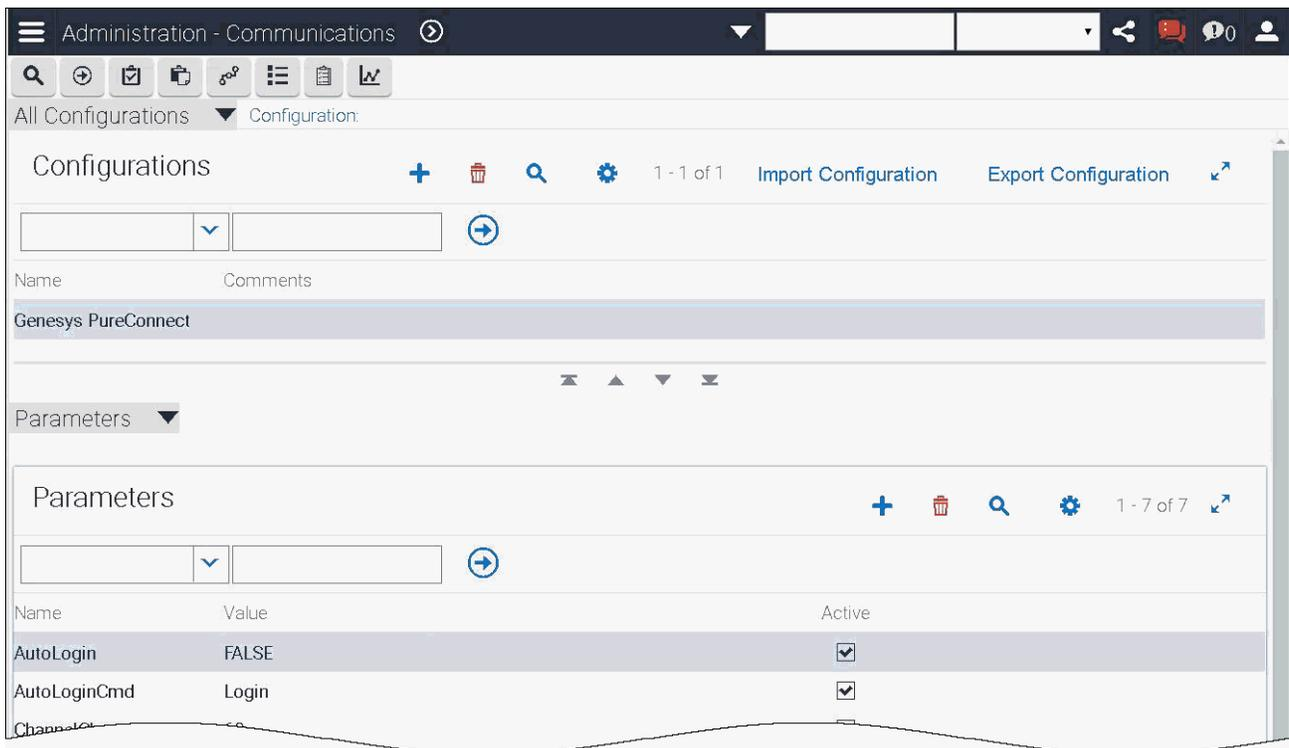 Administration - Communications
0
All Configurations Configuration:
Configurations 1 - 1 of 1 Import Configuration Export Configuration
Name Comments
Genesys PureConnect
Parameters
Parameters 1 - 7 of 7
Name Value Active
AutoLogin FALSE
AutoLoginCmd Login